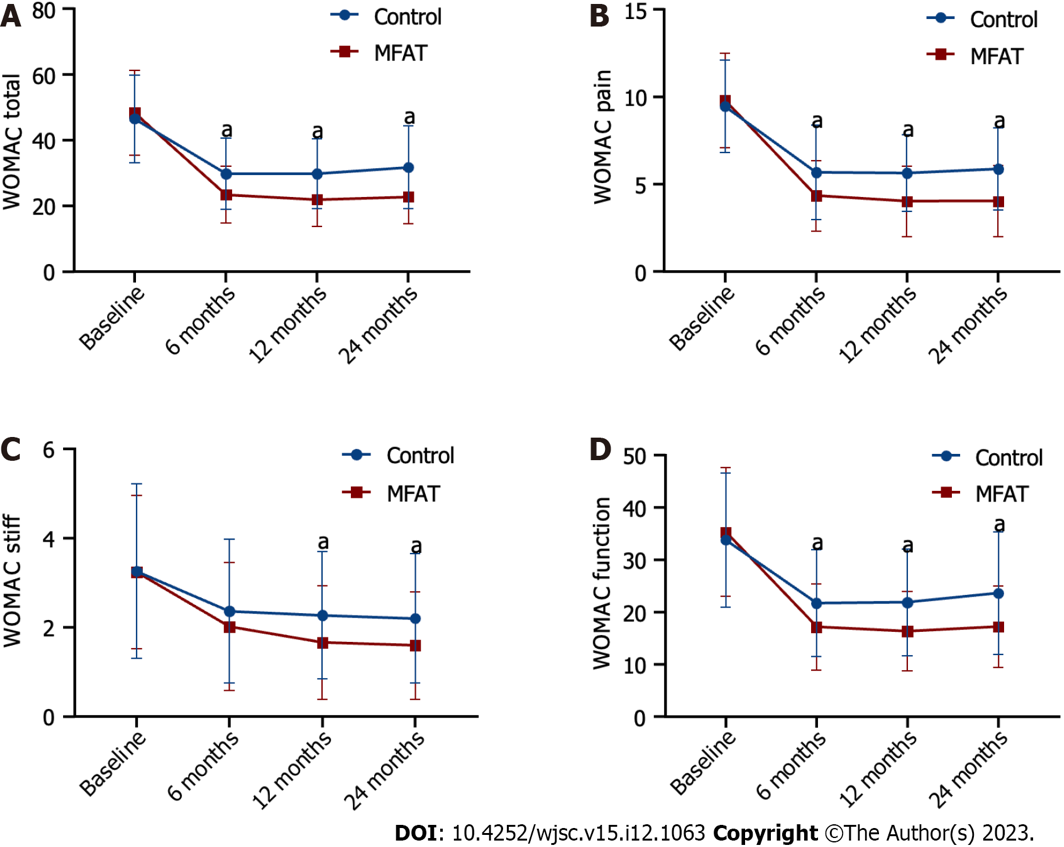 A
WOMAC total
80
60
40
20
0
Control
MFAT
a
a
a
Baseline
6 months
12 months
24 months
B
WOMAC pain
15
10
5
0
Control
MFAT
a
a
a
Baseline
6 months
12 months
24 months
C
WOMAC stiff
6
4
2
0
Control
MFAT
a
a
Baseline
6 months
12 months
24 months
D
WOMAC function
50
40
30
20
10
0
Control
MFAT
a
a
a
Baseline
6 months
12 months
24 months
DOI: 10.4252/wjsc.v15.i12.1063 Copyright ©The Author(s) 2023.